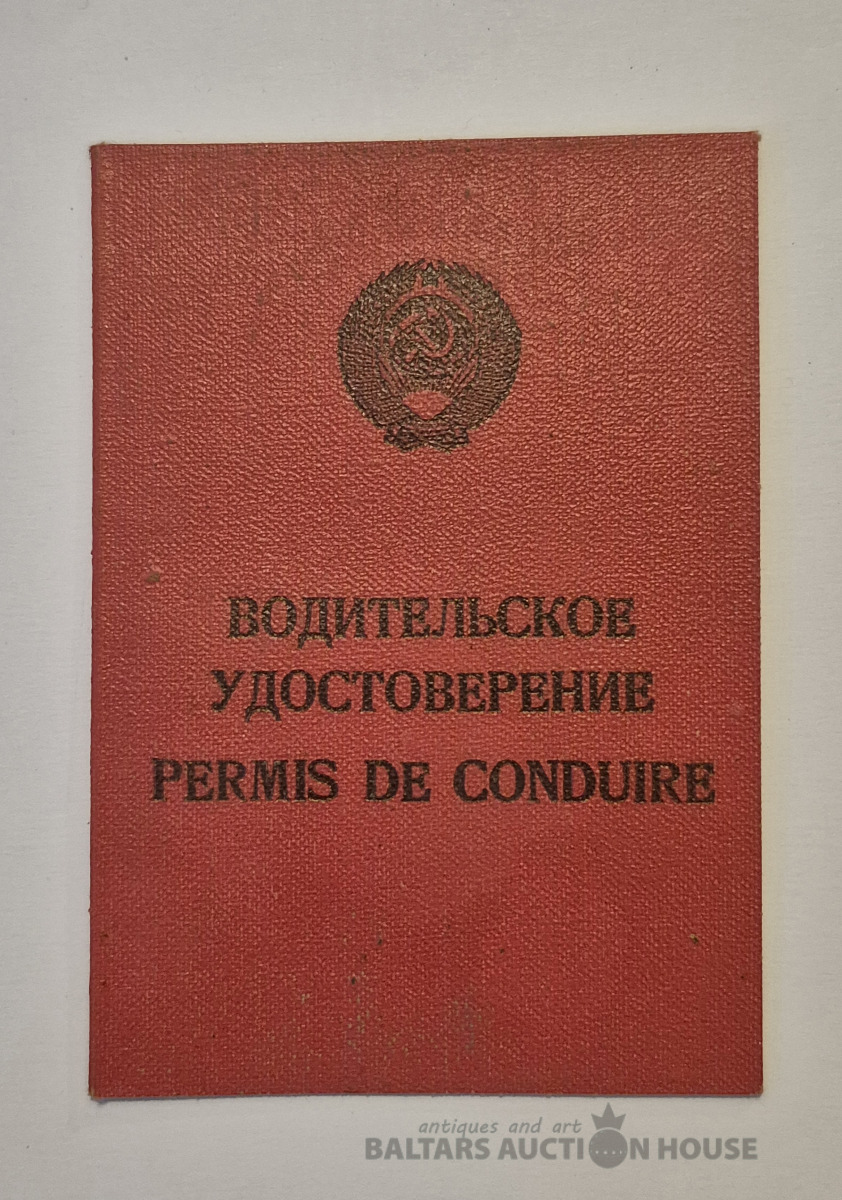 ВОДИТЕЛЬСКОЕ
УДОСТОВЕРЕНИЕ
PERMIS DE CONDUIRE
antiques and art
BALTARS AUCTION HOUSE